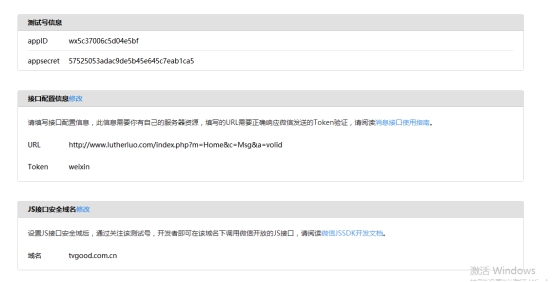 测试号信息
appID wx5c37006c5d04e5bf
appsecret 57525053adac9de5b45e645c7eab1ca5
接口配置信息修改
请填写接口配置信息，此信息需要你有自己的服务器资源，填写的URL需要正确响应微信发送的Token验证，请阅读消息接口使用指南。
URL http://www.lutherluo.com/index.php?m=Home&c=Msg&a=volid
Token weixin
JS接口安全域名修改
设置JS接口安全域后，通过关注该测试号，开发者即可在该域名下调用微信开放的JS接口，请阅读微信JSSDK开发文档。
域名 tvgood.com.cn
激活 Windows